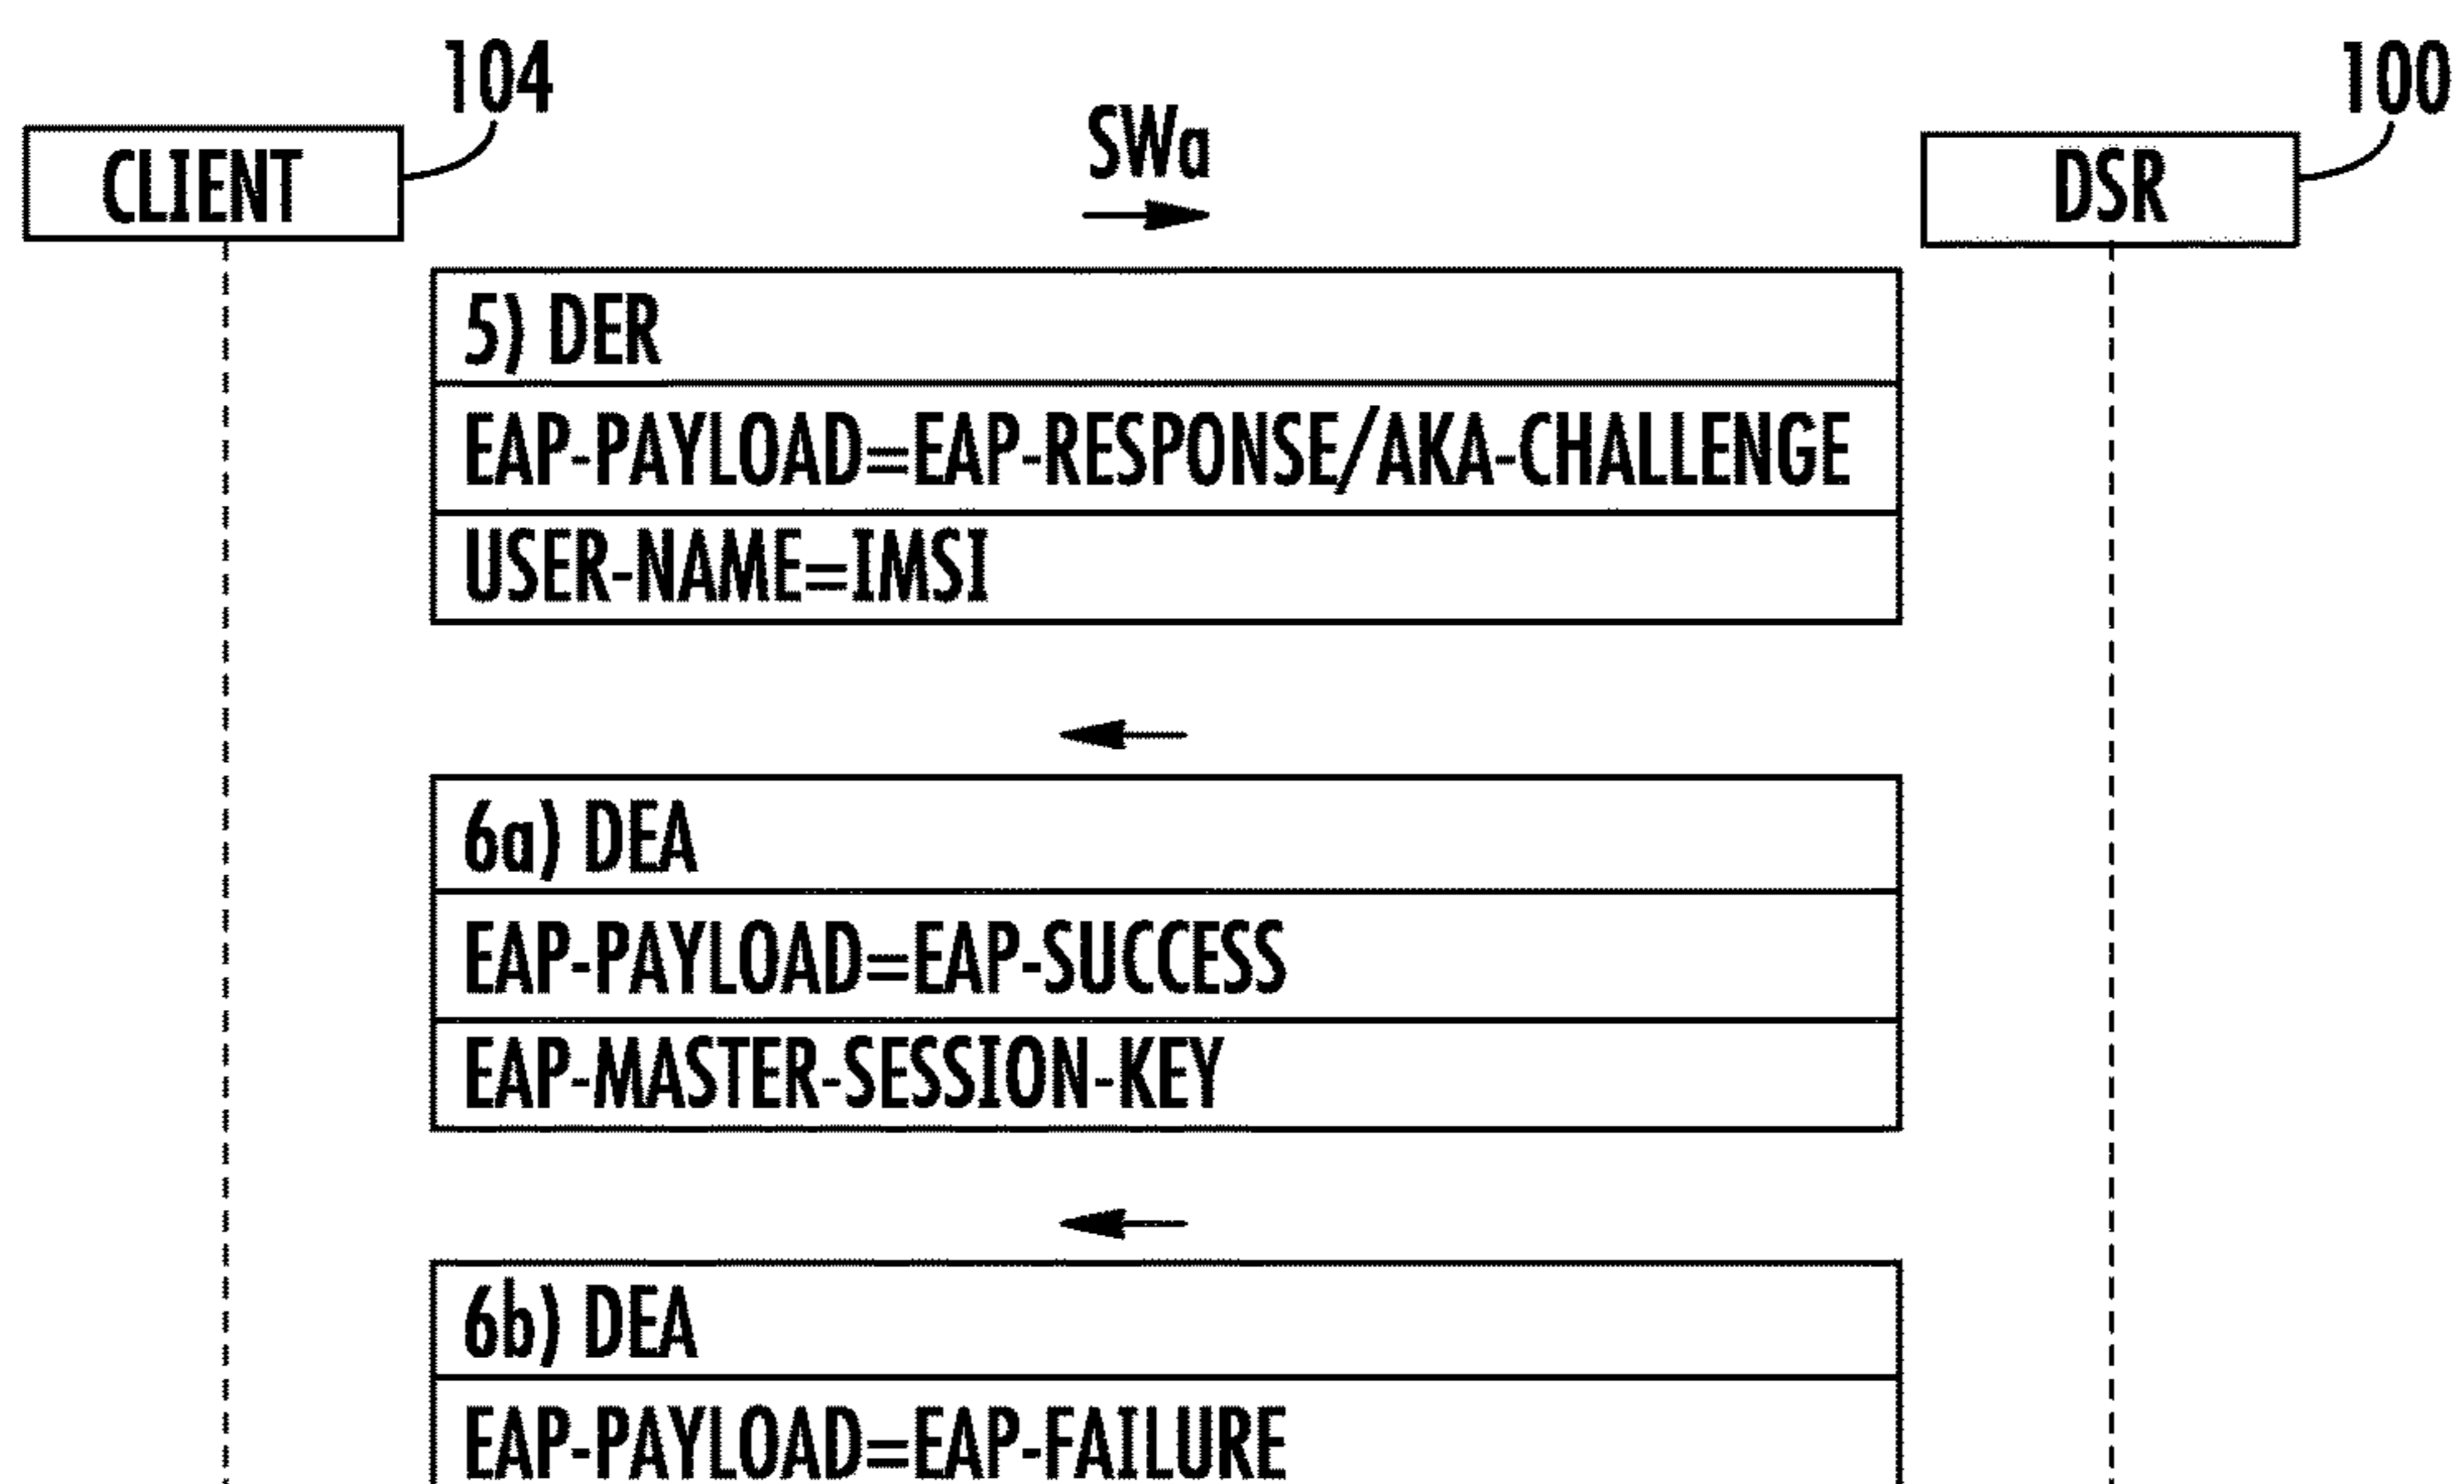 104
100
CLIENT
SWa
DSR
5) DER
EAP-PAYLOAD=EAP-RESPONSE/AKA-CHALLENGE
USER-NAME=IMSI
6a) DEA
EAP-PAYLOAD=EAP-SUCCESS
EAP-MASTER-SESSION-KEY
6b) DEA
EAP-PAYLOAD=EAP-FAILURE